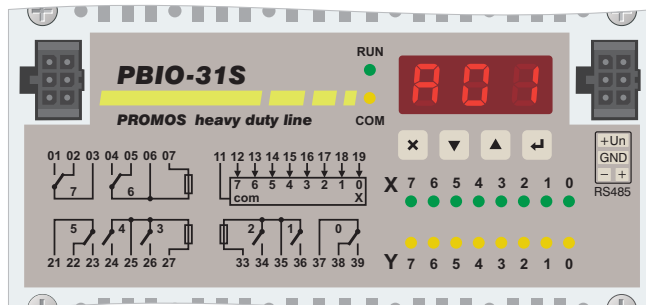 RUN
PBIO-31S
A01
PROMOS heavy duty line
COM
+Un
GND
− +
RS485
01 02 03 04 05 06 07
7 6
11 12 13 14 15 16 17 18 19
7 6 5 4 3 2 1 0
com X
X 7 6 5 4 3 2 1 0
5 4 3 2 1 0
21 22 23 24 25 26 27 33 34 35 36 37 38 39
Y 7 6 5 4 3 2 1 0